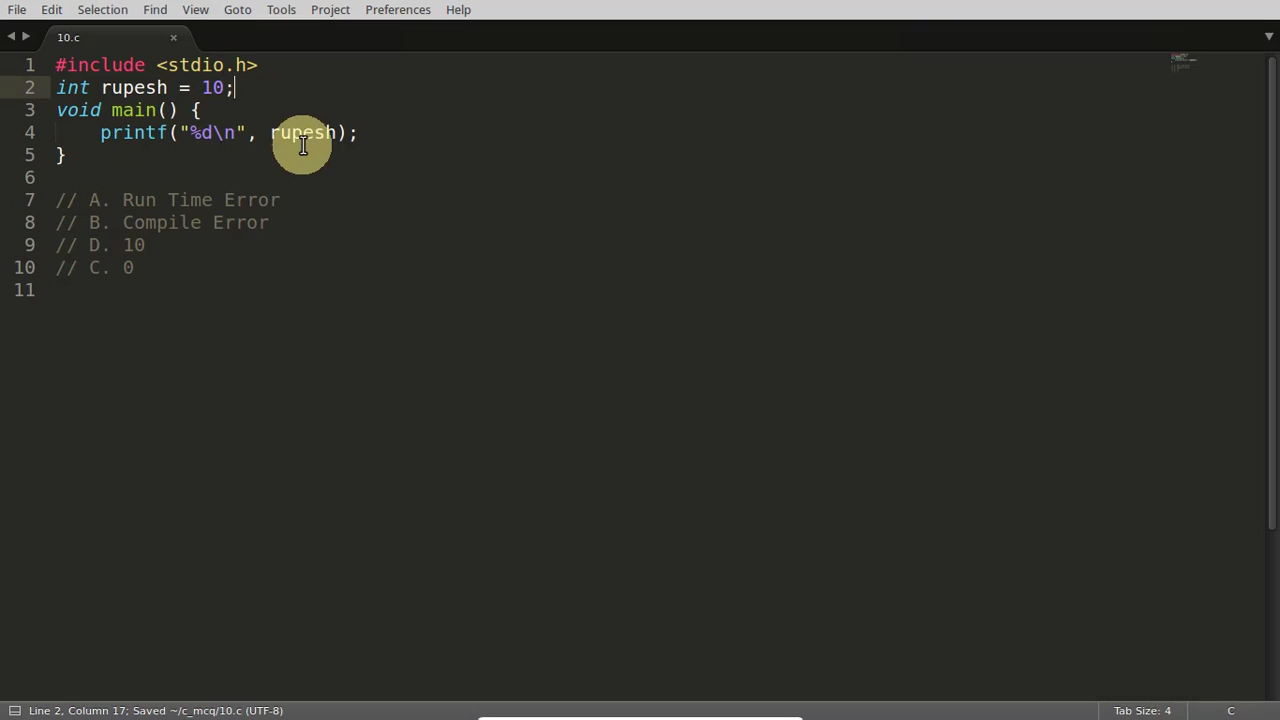 File Edit Selection Find View Goto Tools Project Preferences Help
10.c ×
1 #include <stdio.h>
2 int rupesh = 10;
3 void main() {
4     printf("%d\n", rupesh);
5 }
6
7 // A. Run Time Error
8 // B. Compile Error
9 // D. 10
10 // C. 0
11
Line 2, Column 17; Saved ~/c_mcq/10.c (UTF-8) Tab Size: 4 C